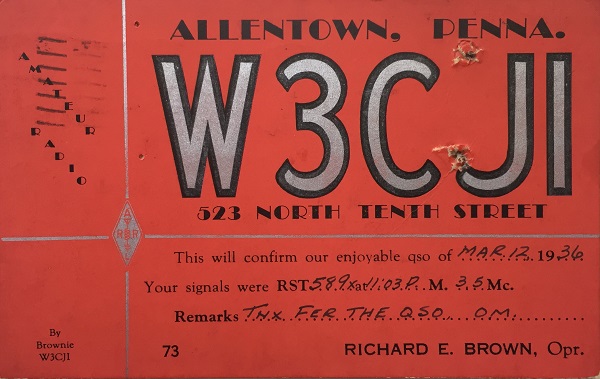 ALLENTOWN, PENNA.
AMATEUR RADIO
W3CJI
523 NORTH TENTH STREET
ARRL
This will confirm our enjoyable qso of MAR. 12, 1936
Your signals were RST 589x at 11:03 P. M. 3.5 Mc.
Remarks TNX FER THE QSO OM.
By
Brownie
W3CJI
73 RICHARD E. BROWN, Opr.